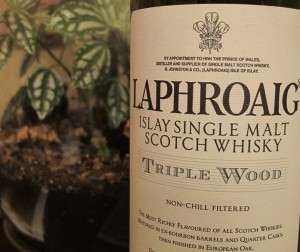 BY APPOINTMENT TO HRH THE PRINCE OF WALES,
DISTILLER AND SUPPLIER OF SINGLE MALT SCOTCH WHISKY
D. JOHNSTON & CO., (LAPHROAIG) ISLE OF ISLAY.
LAPHROAIG
ISLAY SINGLE MALT
SCOTCH WHISKY
TRIPLE WOOD
NON-CHILL FILTERED
THE MOST RICHLY FLAVOURED OF ALL SCOTCH WHISKIES
MATURED IN EX-BOURBON BARRELS AND QUARTER CASKS,
THEN FINISHED IN EUROPEAN OAK.